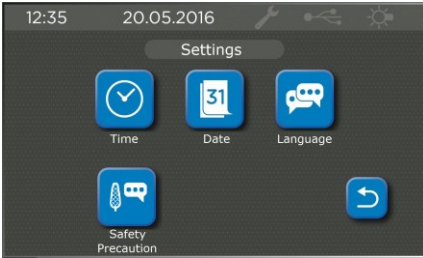 12:35 20.05.2016
Settings
31
Time Date Language
Safety
Precaution